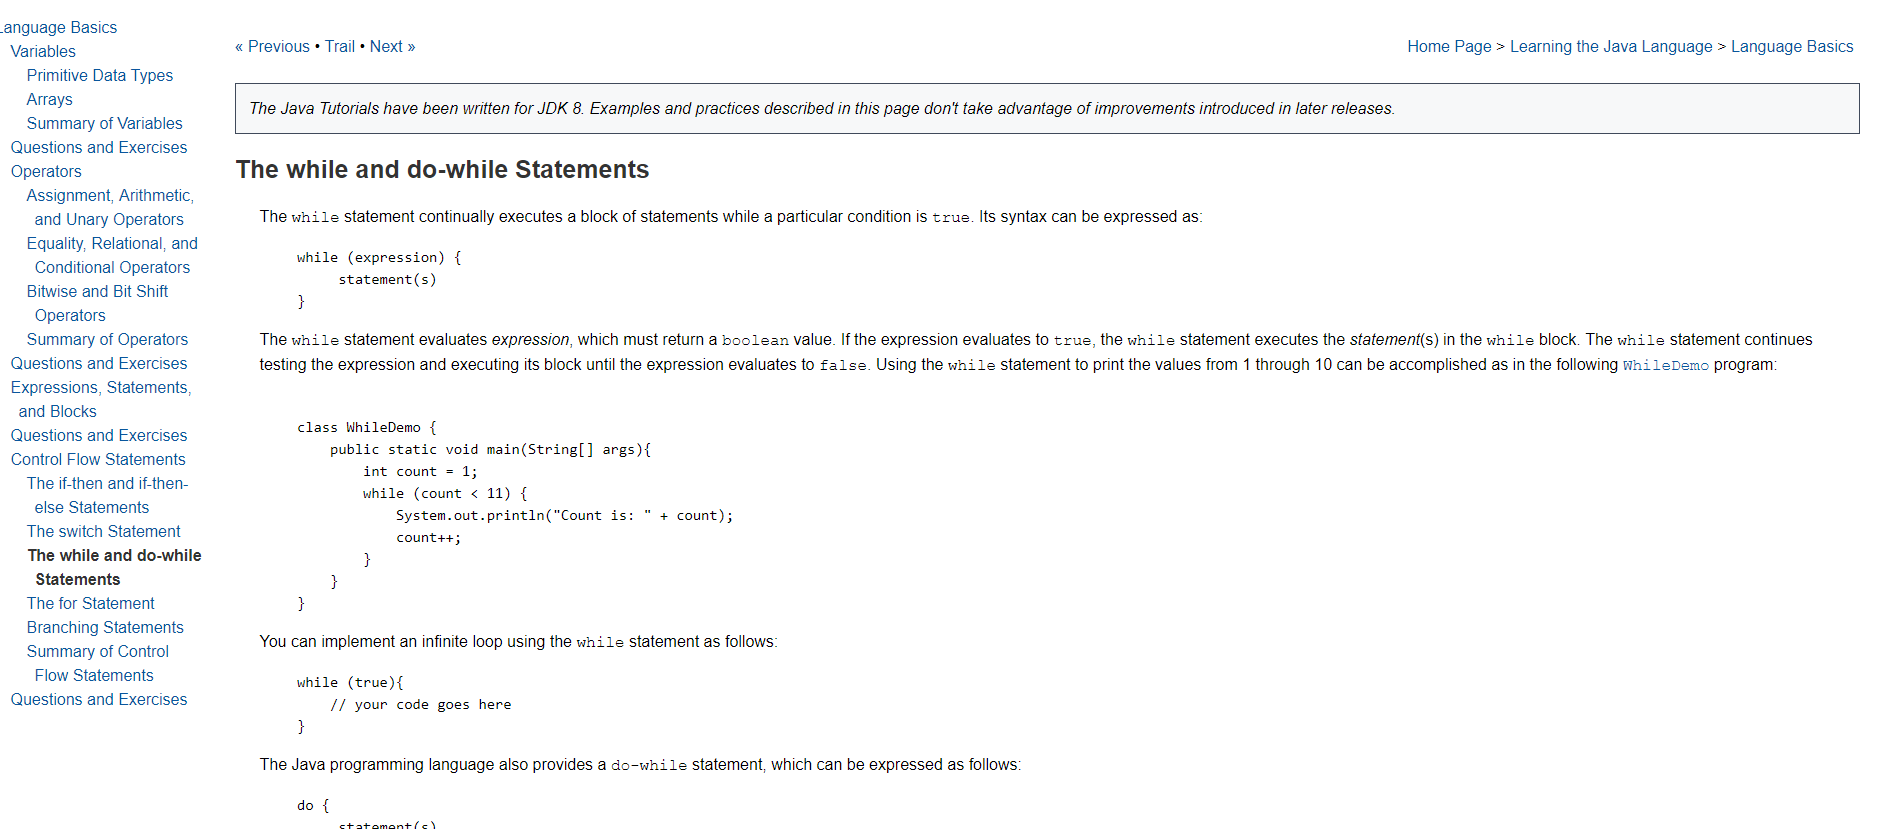 Language Basics
Variables
Primitive Data Types
Arrays
Summary of Variables
Questions and Exercises
Operators
Assignment, Arithmetic,
and Unary Operators
Equality, Relational, and
Conditional Operators
Bitwise and Bit Shift
Operators
Summary of Operators
Questions and Exercises
Expressions, Statements,
and Blocks
Questions and Exercises
Control Flow Statements
The if-then and if-then-
else Statements
The switch Statement
The while and do-while
Statements
The for Statement
Branching Statements
Summary of Control
Flow Statements
Questions and Exercises
« Previous • Trail • Next »
Home Page > Learning the Java Language > Language Basics
The Java Tutorials have been written for JDK 8. Examples and practices described in this page don't take advantage of improvements introduced in later releases.
The while and do-while Statements
The while statement continually executes a block of statements while a particular condition is true. Its syntax can be expressed as:
while (expression) {
statement(s)
}
The while statement evaluates expression, which must return a boolean value. If the expression evaluates to true, the while statement executes the statement(s) in the while block. The while statement continues
testing the expression and executing its block until the expression evaluates to false. Using the while statement to print the values from 1 through 10 can be accomplished as in the following WhileDemo program:
class WhileDemo {
public static void main(String[] args){
int count = 1;
while (count < 11) {
System.out.println("Count is: " + count);
count++;
}
}
}
You can implement an infinite loop using the while statement as follows:
while (true){
// your code goes here
}
The Java programming language also provides a do-while statement, which can be expressed as follows:
do {
statement(s)